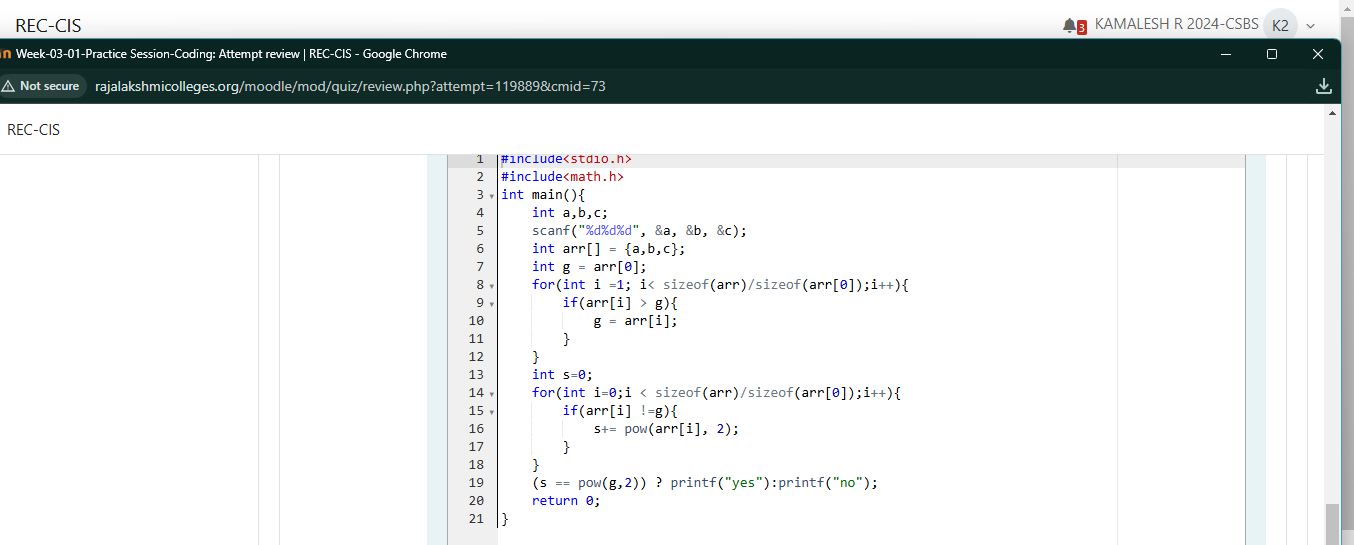 REC-CIS
3 KAMALESH R 2024-CSBS K2
in Week-03-01-Practice Session-Coding: Attempt review | REC-CIS - Google Chrome
Not secure rajalakshmicolleges.org/moodle/mod/quiz/review.php?attempt=119889&cmid=73
REC-CIS
1 #include<stdio.h>
2 #include<math.h>
3 int main(){
4 int a,b,c;
5 scanf("%d%d%d", &a, &b, &c);
6 int arr[] = {a,b,c};
7 int g = arr[0];
8 for(int i =1; i< sizeof(arr)/sizeof(arr[0]);i++){
9 if(arr[i] > g){
10 g = arr[i];
11 }
12 }
13 int s=0;
14 for(int i=0;i < sizeof(arr)/sizeof(arr[0]);i++){
15 if(arr[i] !=g){
16 s+= pow(arr[i], 2);
17 }
18 }
19 (s == pow(g,2)) ? printf("yes"):printf("no");
20 return 0;
21 }